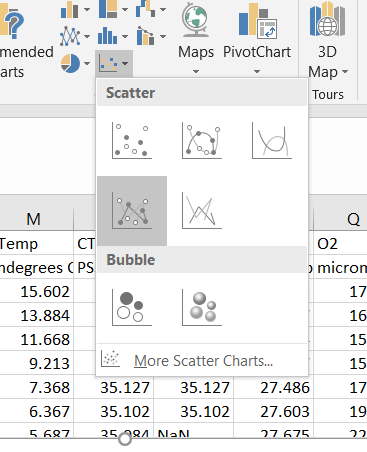 mended
arts
Maps
PivotChart
3D
Map
Tours
Scatter
Bubble
More Scatter Charts...
M
Q
Temp
CT
O2
ndegrees C
PS
micron
15.602
17
13.884
16
11.668
15
9.213
15
7.368
35.127
35.127
27.486
17
6.367
35.102
35.102
27.603
19
5.687
35.084
NaN
27.675
22